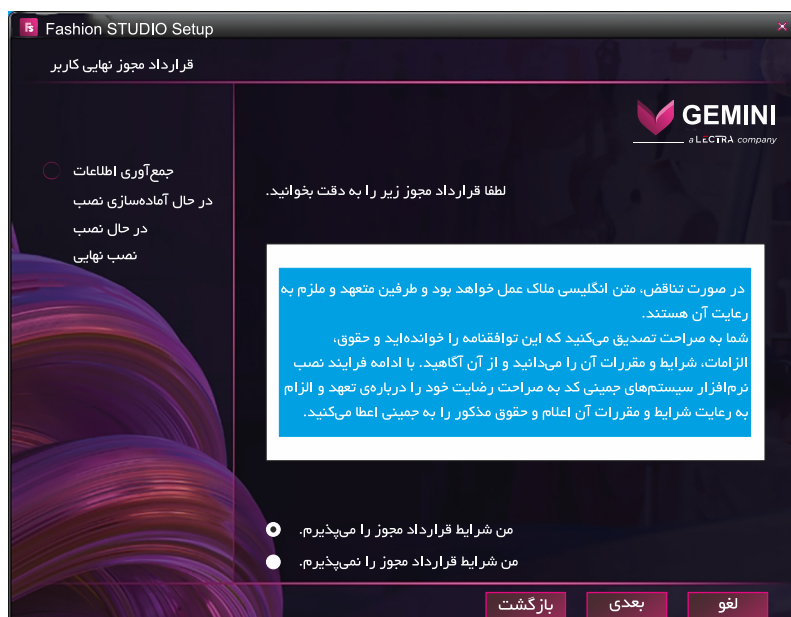 Fashion STUDIO Setup
قرارداد مجوز نهایی کاربر
GEMINI
a LECTRA company
جمع‌آوری اطلاعات
در حال آماده‌سازی نصب
در حال نصب
نصب نهایی
لطفا قرارداد مجوز زیر را به دقت بخوانید.
در صورت تناقض، متن انگلیسی ملاک عمل خواهد بود و طرفین متعهد و ملزم به
رعایت آن هستند.
شما به صراحت تصدیق می‌کنید که این توافقنامه را خوانده‌اید و حقوق،
الزامات، شرایط و مقررات آن را می‌دانید و از آن آگاهید. با ادامه فرایند نصب
نرم‌افزار سیستم‌های جمینی کد به صراحت رضایت خود را درباره‌ی تعهد و الزام
به رعایت شرایط و مقررات آن اعلام و حقوق مذکور را به جمینی اعطا می‌کنید.
من شرایط قرارداد مجوز را می‌پذیرم.
من شرایط قرارداد مجوز را نمی‌پذیرم.
بازگشت
بعدی
لغو